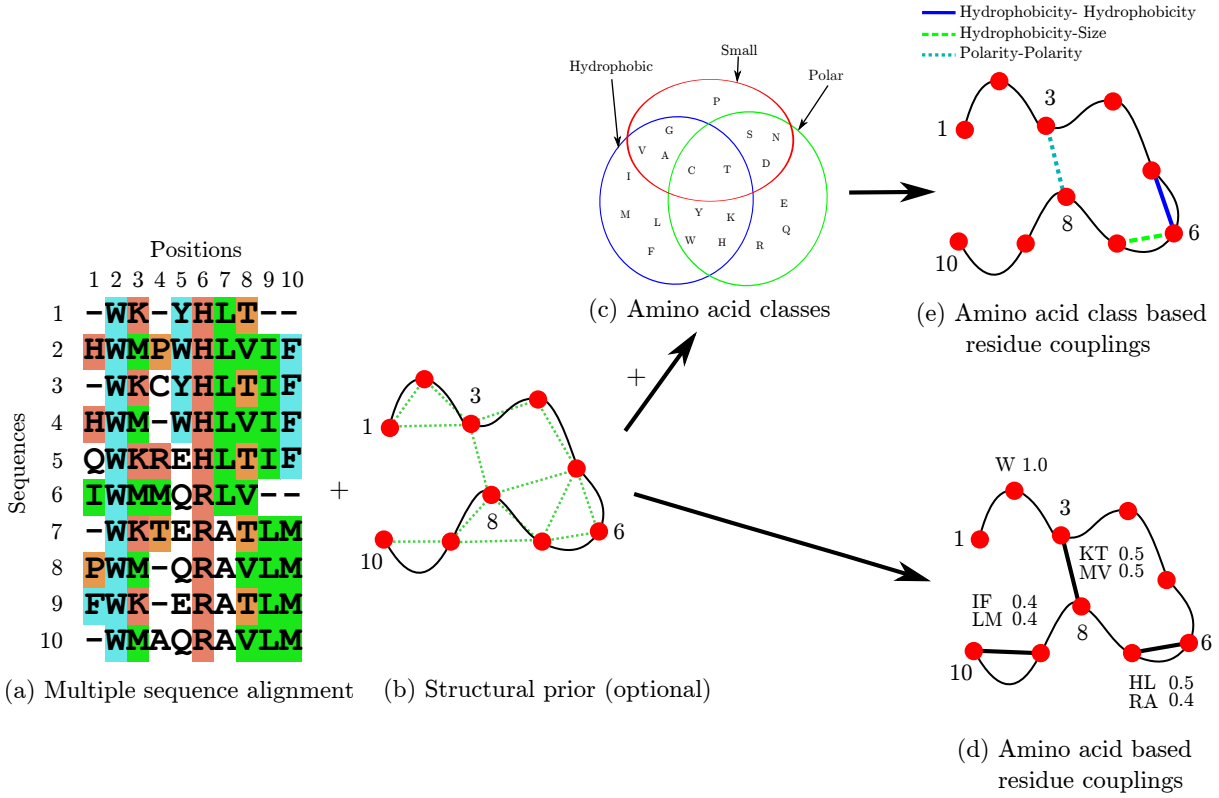 Hydrophobicity- Hydrophobicity
Hydrophobicity-Size
Polarity-Polarity
Small
Hydrophobic
Polar
P
G
S
N
V
A
D
I
C
T
M
L
Y
K
E
W
H
Q
F
R
(c) Amino acid classes
1
3
6
8
10
(e) Amino acid class based
residue couplings
Positions
1 2 3 4 5 6 7 8 9 10
Sequences
1 -WK-YHLT--
2 HWMPWHLVIF
3 -WKCYHLTIF
4 HWM-WHLVIF
5 QWKREHLTIF
6 IWMMQRLV--
7 -WKTERATLM
8 PWM-QRAVLM
9 FWK-ERATLM
10 -WMAQRAVLM
(a) Multiple sequence alignment
+
1
3
6
8
10
(b) Structural prior (optional)
+
W 1.0
1
3
KT 0.5
MV 0.5
IF 0.4
LM 0.4
8
6
10
HL 0.5
RA 0.4
(d) Amino acid based
residue couplings